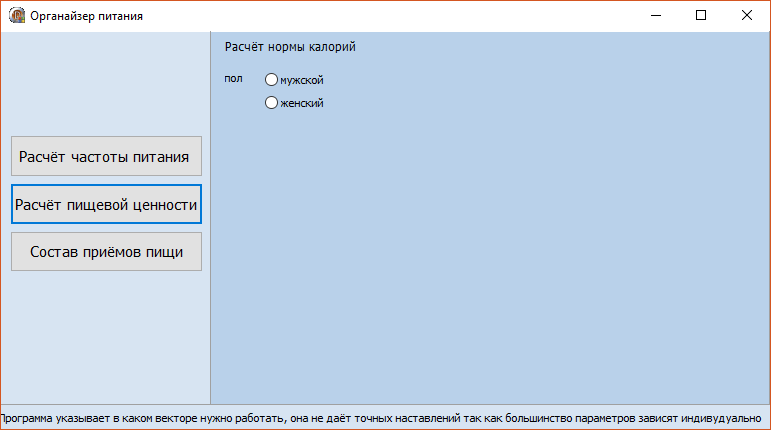 Органайзер питания
Расчёт нормы калорий
пол
мужской
женский
Расчёт частоты питания
Расчёт пищевой ценности
Состав приёмов пищи
Программа указывает в каком векторе нужно работать, она не даёт точных наставлений так как большинство параметров зависят индивудуально